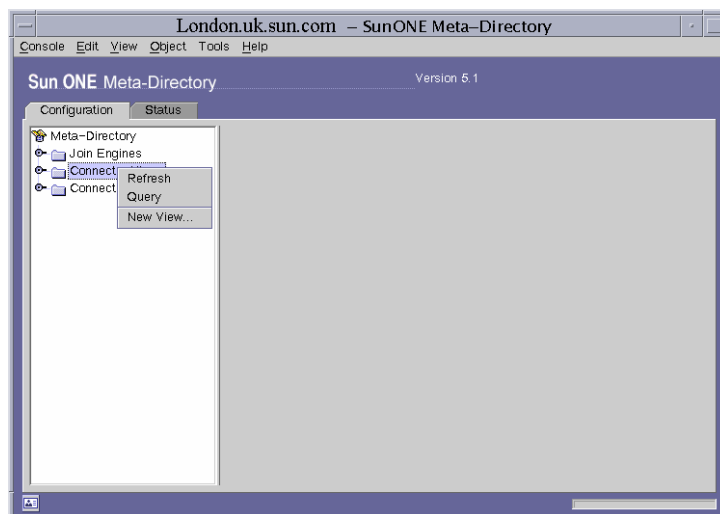 London.uk.sun.com – SunONE Meta–Directory
Console Edit View Object Tools Help
Sun ONE Meta-Directory
Version 5.1
Configuration Status
Meta–Directory
Join Engines
Connect
Refresh
Connect
Query
New View...